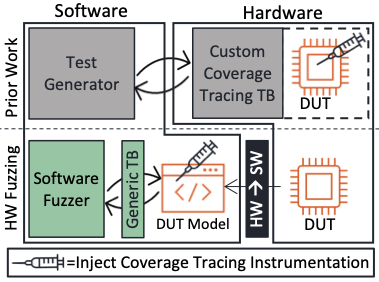 Software
Hardware
Prior Work
Test
Generator
Custom
Coverage
Tracing TB
DUT
HW Fuzzing
Software
Fuzzer
Generic TB
</>
DUT Model
HW → SW
DUT
=Inject Coverage Tracing Instrumentation